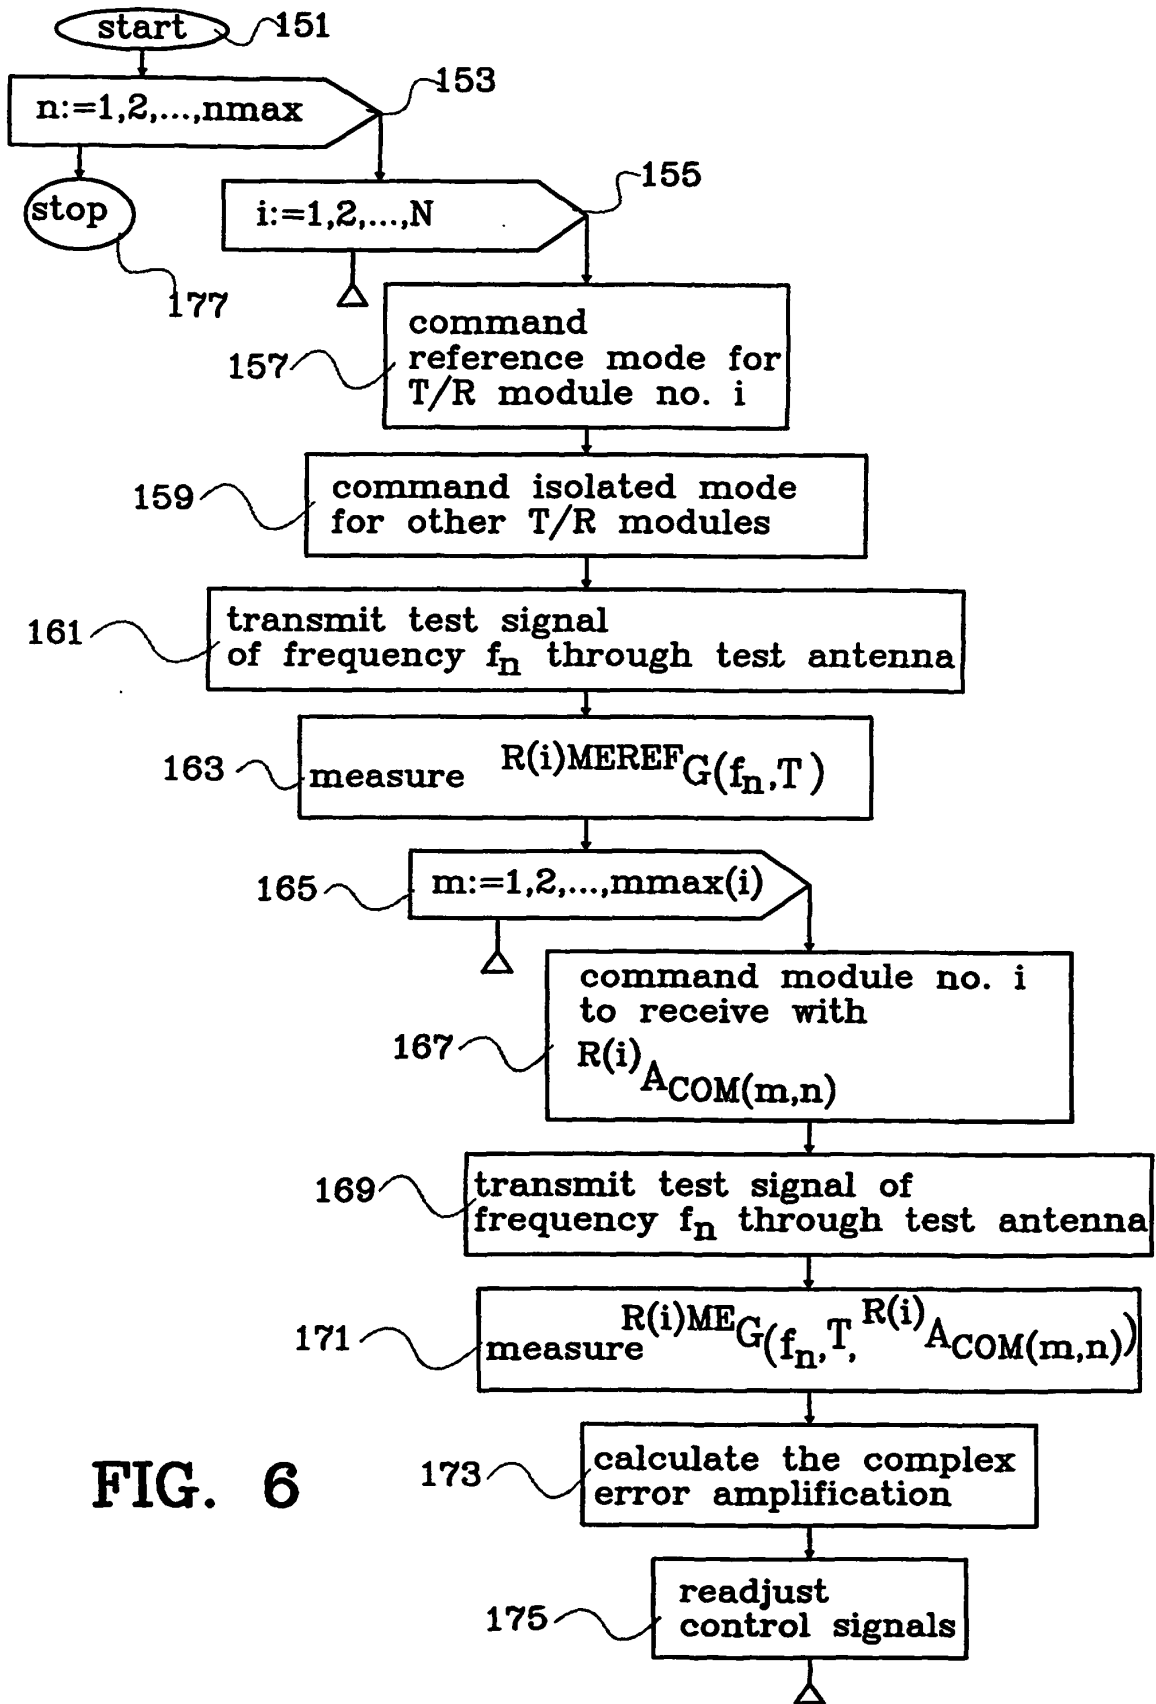 start
151
n:=1,2,...,nmax
153
stop
177
i:=1,2,...,N
155
157
command
reference mode for
T/R module no. i
159
command isolated mode
for other T/R modules
161
transmit test signal
of frequency fn through test antenna
163
measure R(i)MEREFG(fn,T)
165
m:=1,2,...,mmax(i)
167
command module no. i
to receive with
R(i)ACOM(m,n)
169
transmit test signal of
frequency fn through test antenna
171
measure R(i)MEG(fn,T,R(i)ACOM(m,n))
173
calculate the complex
error amplification
175
readjust
control signals
FIG. 6